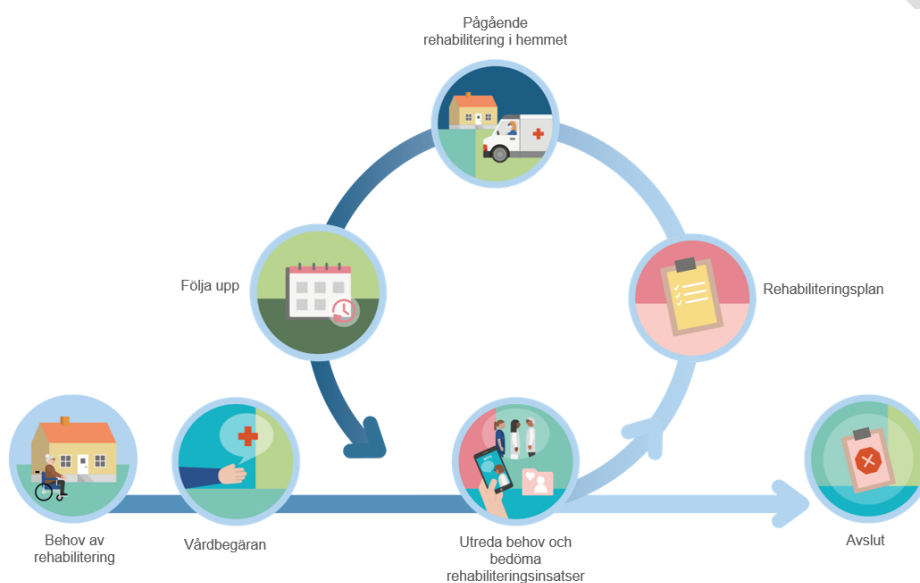 Pågående
rehabilitering i hemmet
Följa upp
Rehabiliteringsplan
Behov av
rehabilitering
Vårdbegäran
Utreda behov och
bedöma
rehabiliteringsinsatser
Avslut